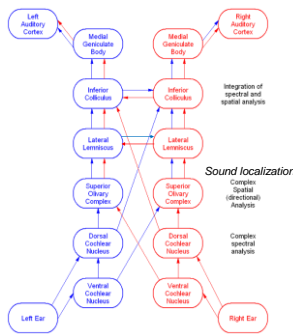 Left
Auditory
Cortex
Right
Auditory
Cortex
Medial
Geniculate
Body
Medial
Geniculate
Body
Inferior
Colliculus
Inferior
Colliculus
Integration of
spectral and
spatial analysis
Lateral
Lemniscus
Lateral
Lemniscus
Sound localization
Superior
Olivary
Complex
Superior
Olivary
Complex
Complex
Spatial
(directional)
Analysis
Dorsal
Cochlear
Nucleus
Dorsal
Cochlear
Nucleus
Complex
spectral
analysis
Ventral
Cochlear
Nucleus
Ventral
Cochlear
Nucleus
Left Ear
Right Ear